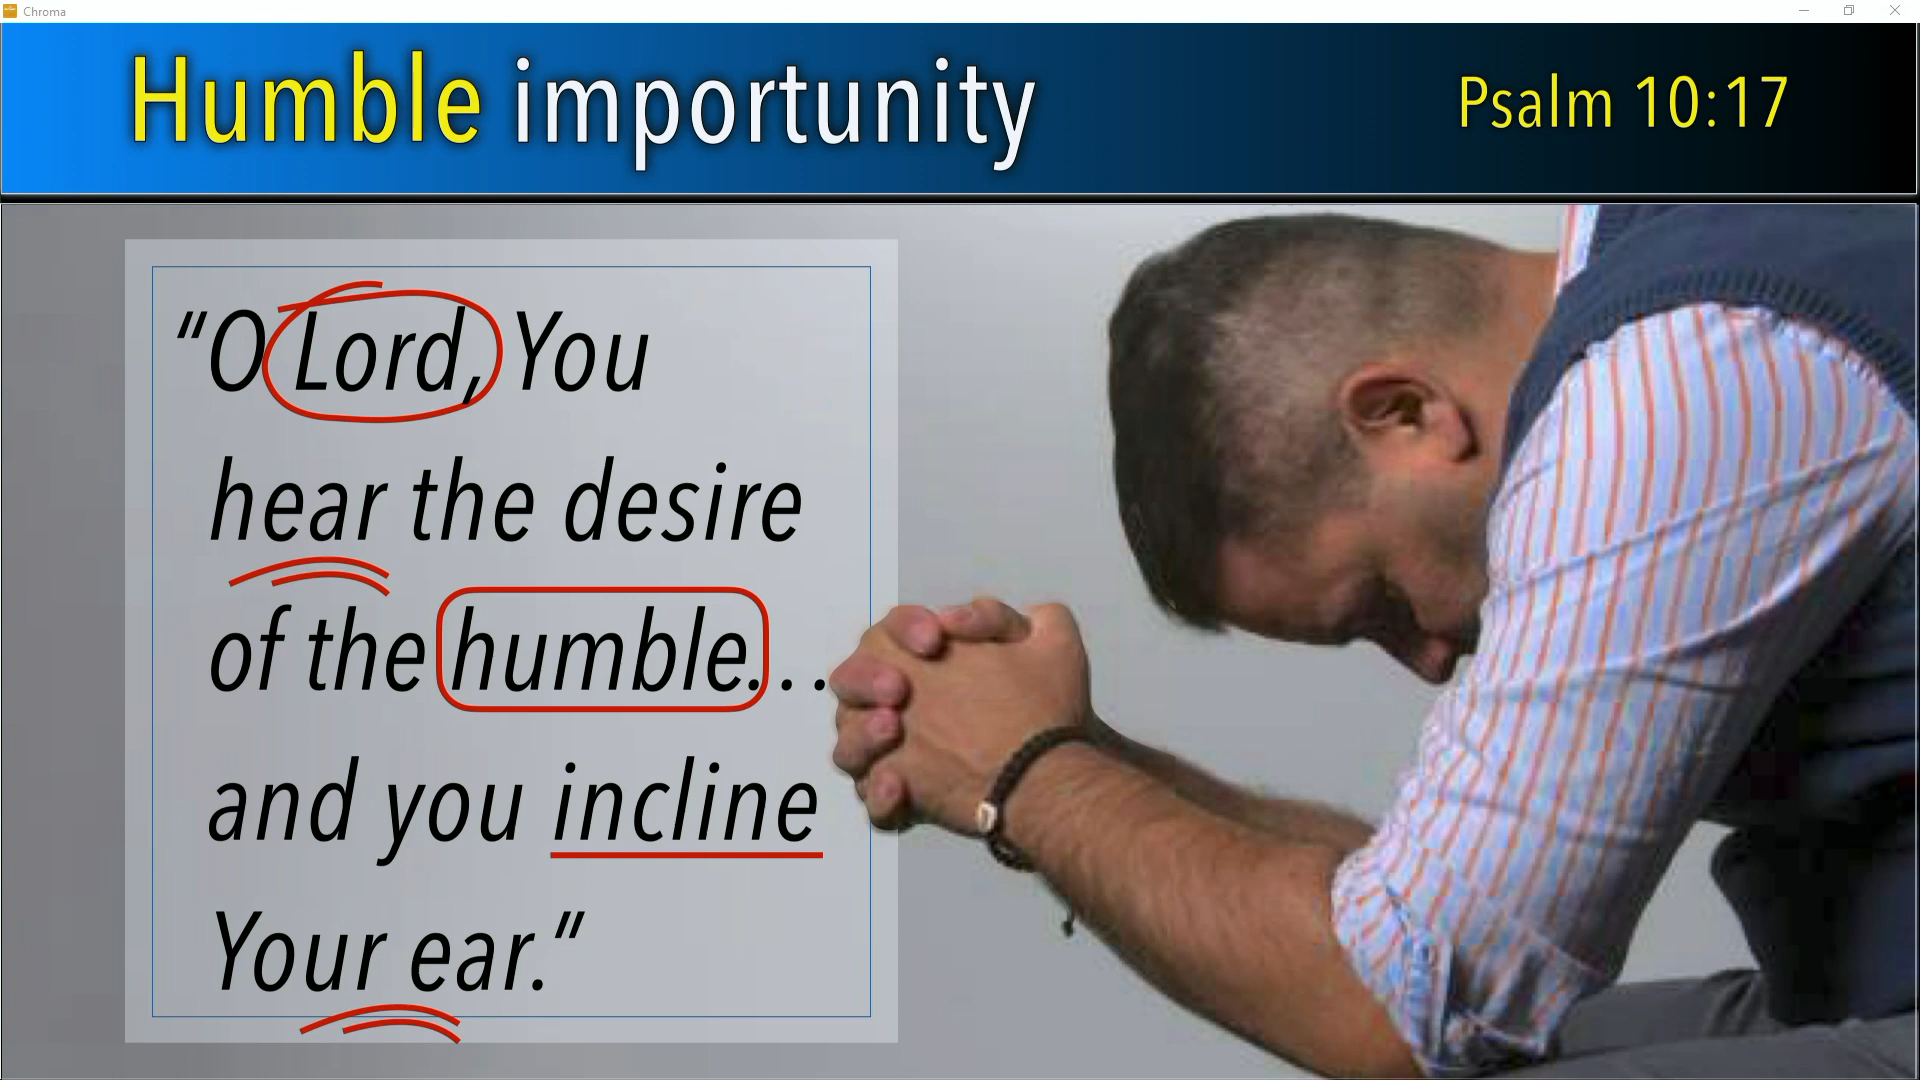 Chroma
Humble importunity
Psalm 10:17
“O Lord, You
hear the desire
of the humble...
and you incline
Your ear.”